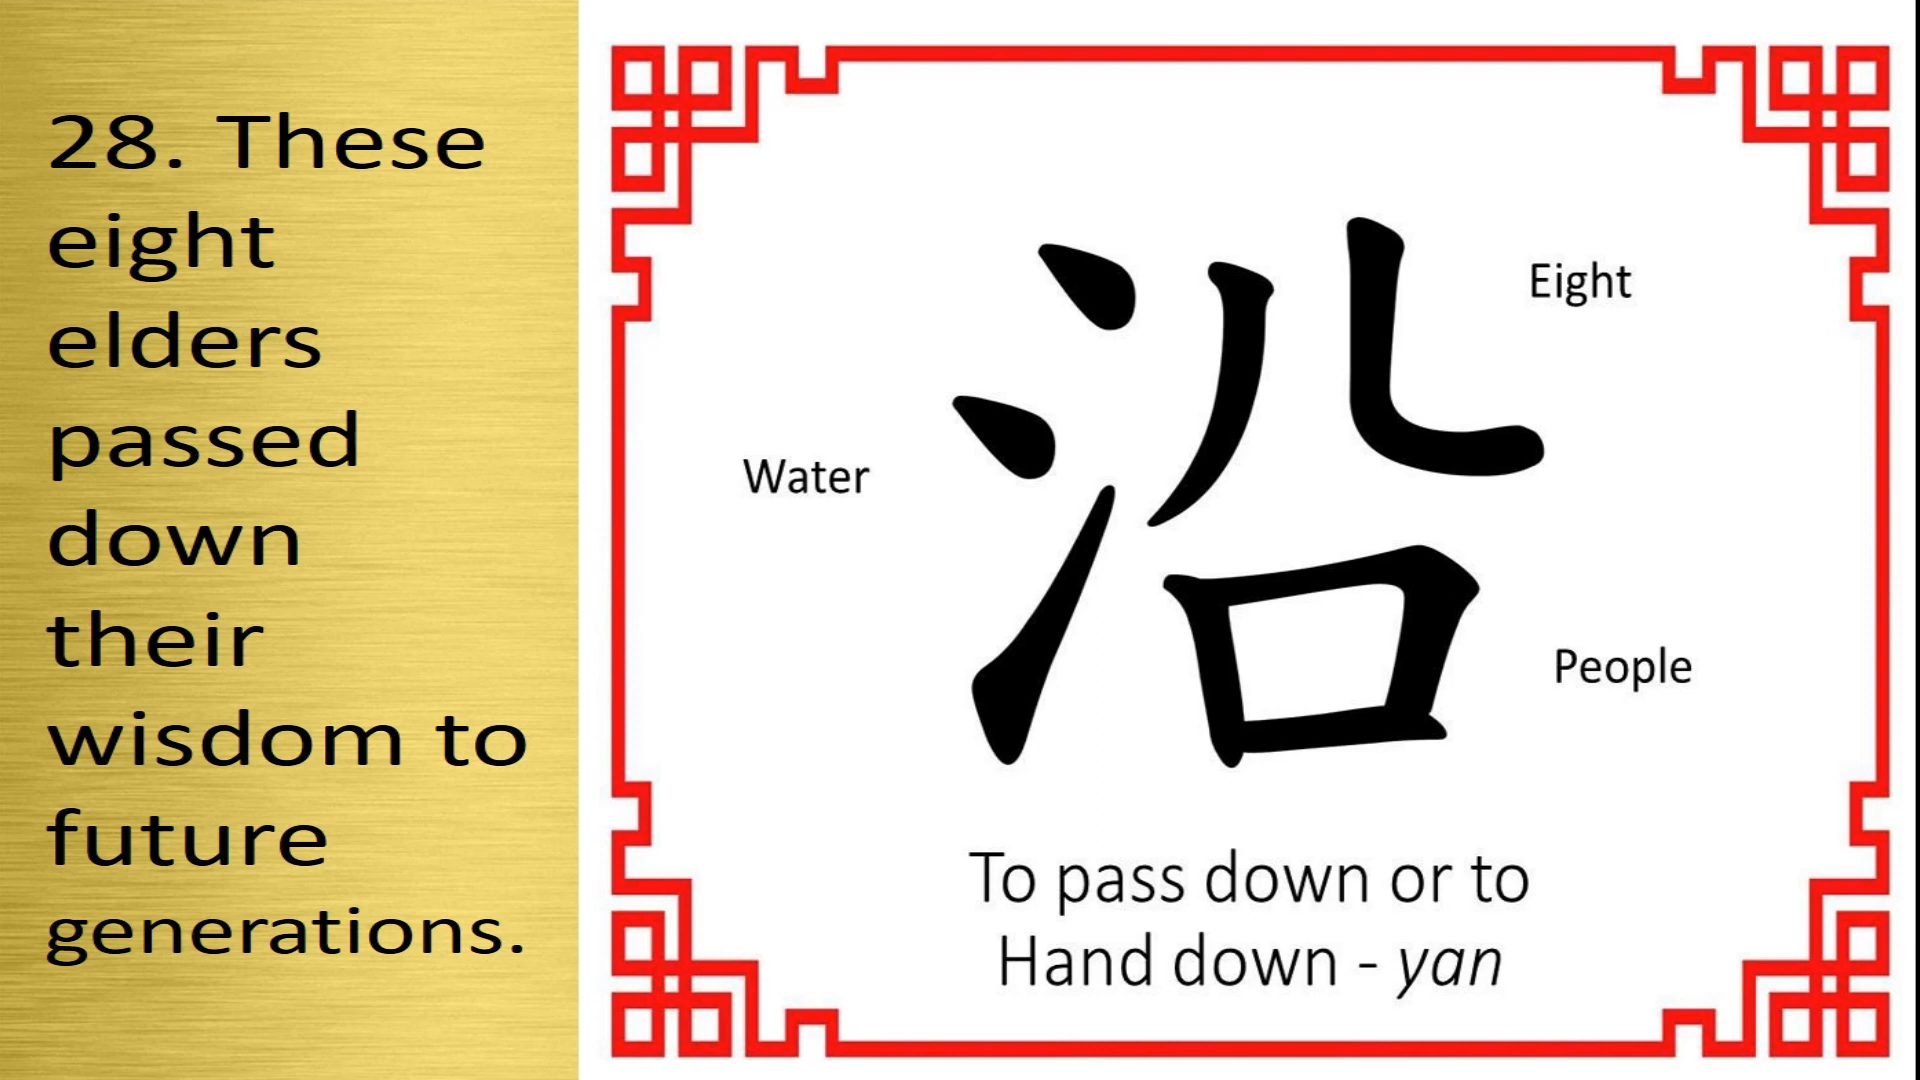 28. These
eight
elders
passed
down
their
wisdom to
future
generations.
Eight
沿
Water
People
To pass down or to
Hand down - yan